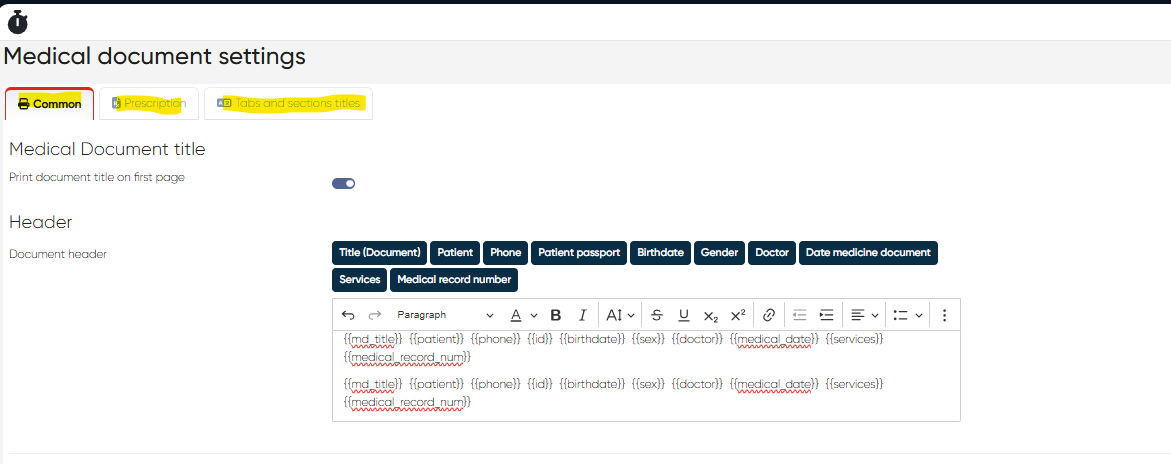 Medical document settings
Common Prescription Tabs and sections titles
Medical Document title
Print document title on first page
Header
Document header
Title (Document) Patient Phone Patient passport Birthdate Gender Doctor Date medicine document
Services Medical record number
Paragraph A B I AI S U x₂ x²
{{md_title}} {{patient}} {{phone}} {{id}} {{birthdate}} {{sex}} {{doctor}} {{medical_date}} {{services}}
{{medical_record_num}}
{{md_title}} {{patient}} {{phone}} {{id}} {{birthdate}} {{sex}} {{doctor}} {{medical_date}} {{services}}
{{medical_record_num}}